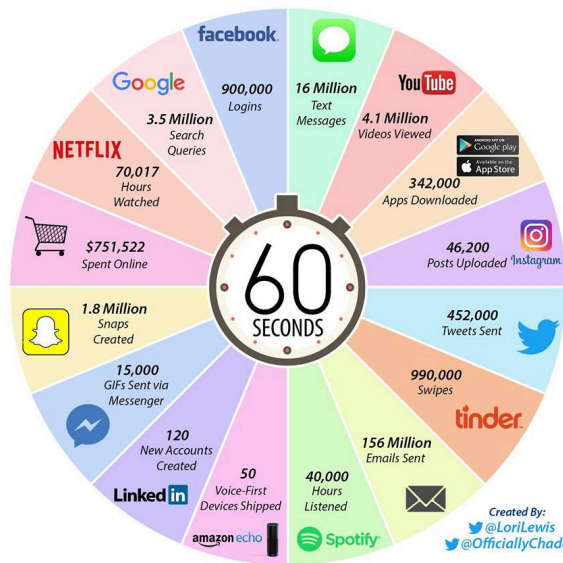 facebook
900,000
Logins
16 Million
Text
Messages
YouTube
4.1 Million
Videos Viewed
ANDROID APP ON
Google play
Available on the
App Store
342,000
Apps Downloaded
46,200
Posts Uploaded
Instagram
452,000
Tweets Sent
990,000
Swipes
tinder
156 Million
Emails Sent
40,000
Hours
Listened
Spotify
50
Voice-First
Devices Shipped
amazon echo
120
New Accounts
Created
Linked in
15,000
GIFs Sent via
Messenger
1.8 Million
Snaps
Created
$751,522
Spent Online
NETFLIX
70,017
Hours
Watched
Google
3.5 Million
Search
Queries
60
SECONDS
Created By:
@LoriLewis
@OfficiallyChadd